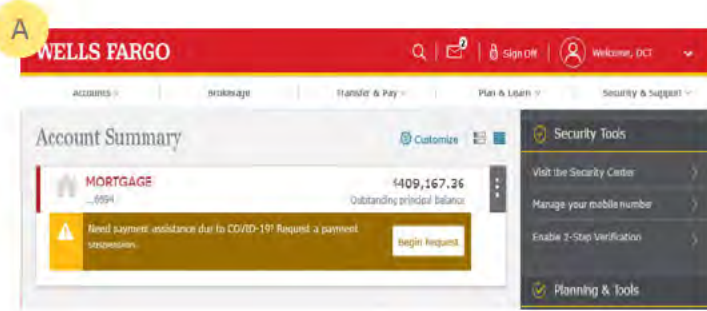 A
WELLS FARGO
2
Sign Off
Welcome, DCT
Accounts
Brokerage
Transfer & Pay
Plan & Learn
Security & Support
Account Summary
Customize
MORTGAGE
...6594
$409,167.36
Outstanding principal balance
Need payment assistance due to COVID-19? Request a payment
suspension.
Begin Request
Security Tools
Visit the Security Center
Manage your mobile number
Enable 2-Step Verification
Planning & Tools